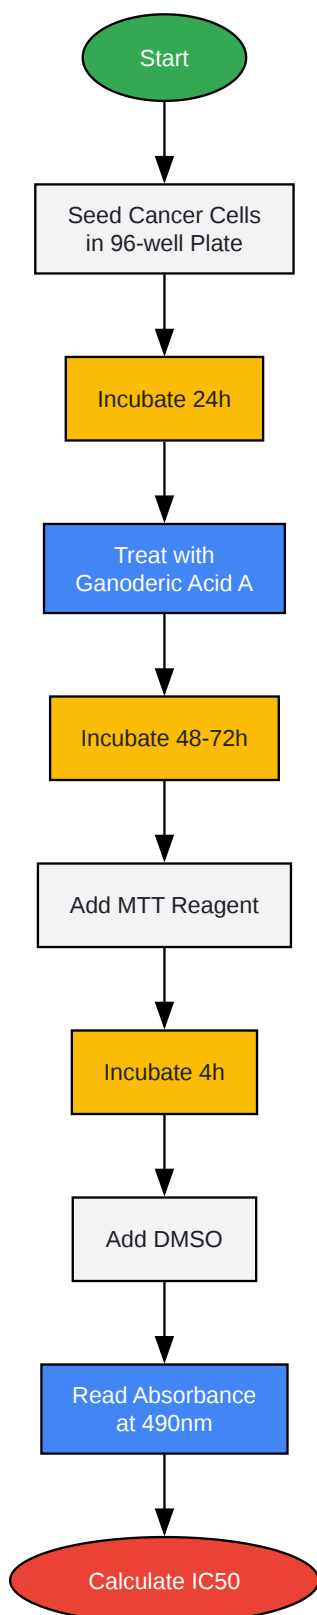 Start
Seed Cancer Cells
in 96-well Plate
Incubate 24h
Treat with
Ganoderic Acid A
Incubate 48-72h
Add MTT Reagent
Incubate 4h
Add DMSO
Read Absorbance
at 490nm
Calculate IC50